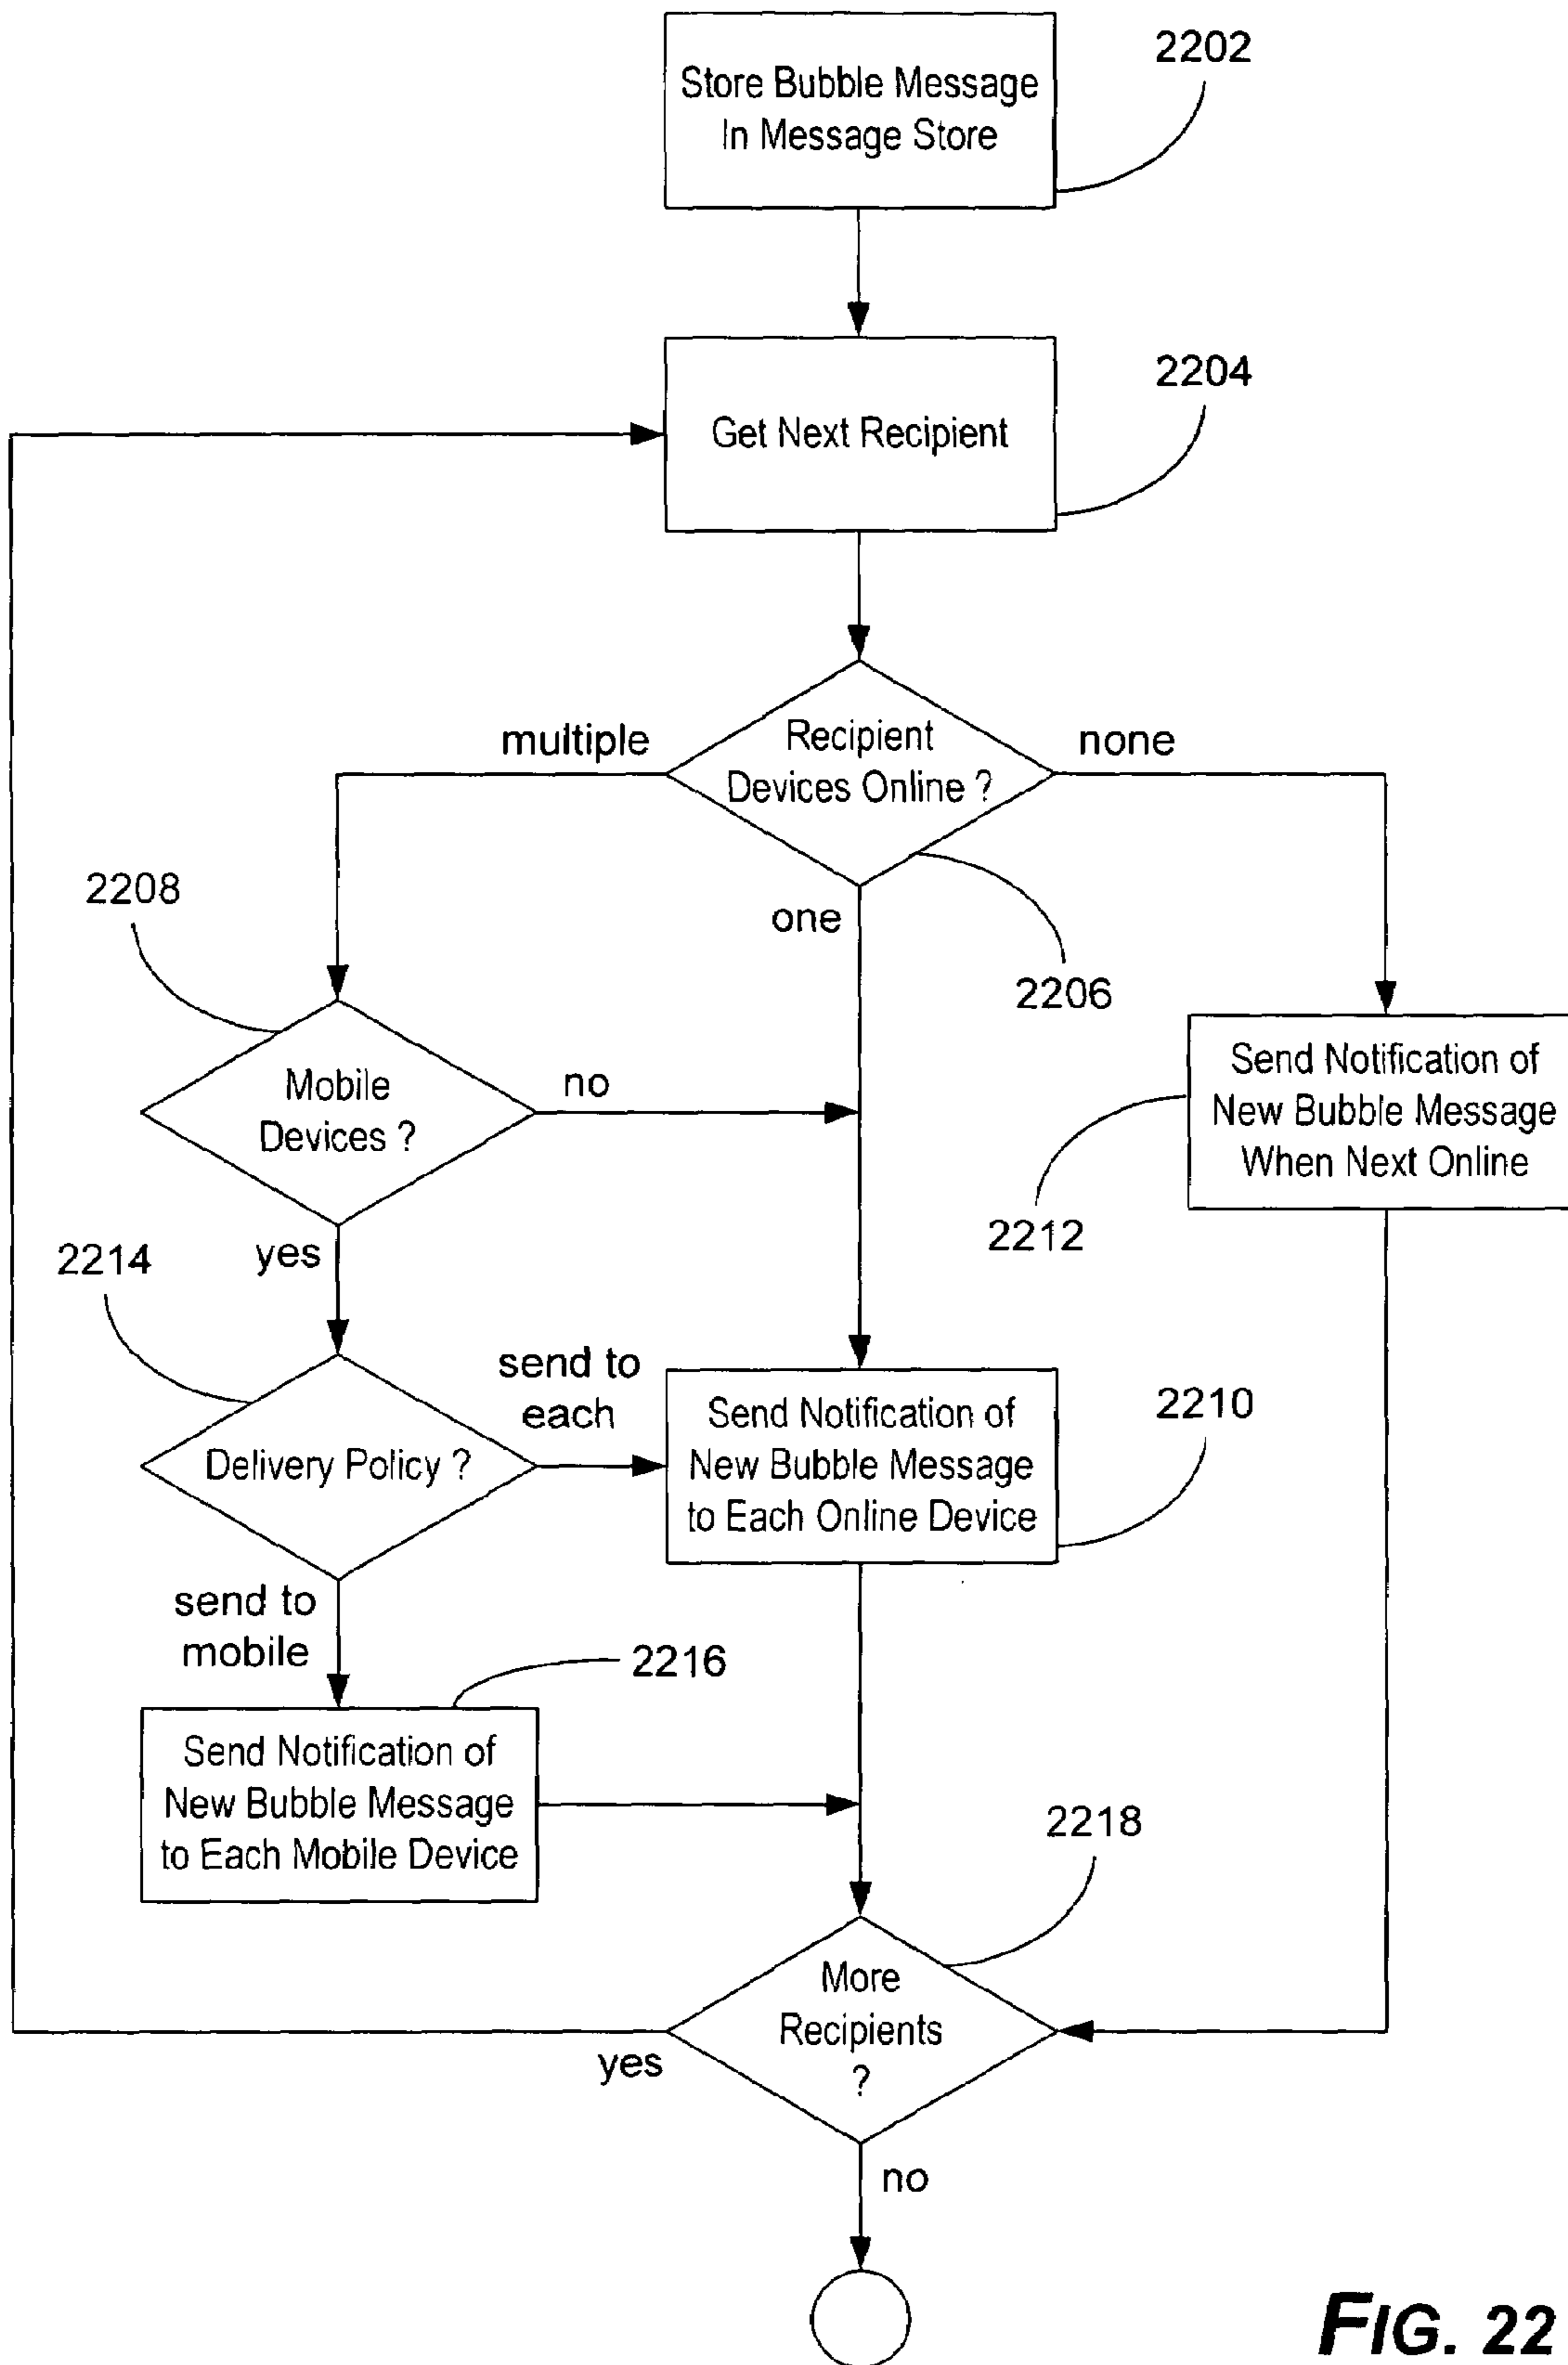 2202
Store Bubble Message
In Message Store
2204
Get Next Recipient
multiple
Recipient
Devices Online ?
none
2208
one
2206
Mobile
Devices ?
no
Send Notification of
New Bubble Message
When Next Online
2212
2214
yes
send to
each
2210
Delivery Policy ?
Send Notification of
New Bubble Message
to Each Online Device
send to
mobile
2216
Send Notification of
New Bubble Message
to Each Mobile Device
2218
More
Recipients
?
yes
no
FIG. 22